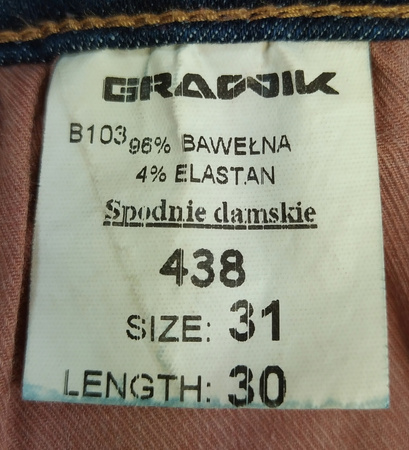 GRAWIK
B103 96% BAWEŁNA
4% ELASTAN
Spodnie damskie
438
SIZE: 31
LENGTH: 30